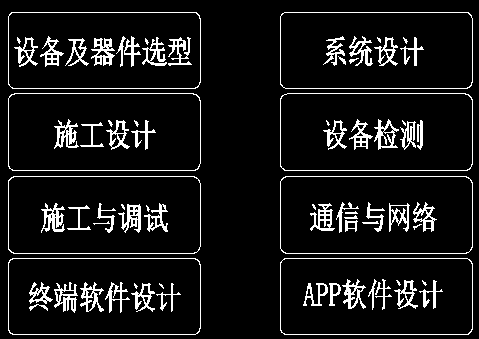 设备及器件选型
系统设计
施工设计
设备检测
施工与调试
通信与网络
终端软件设计
APP软件设计